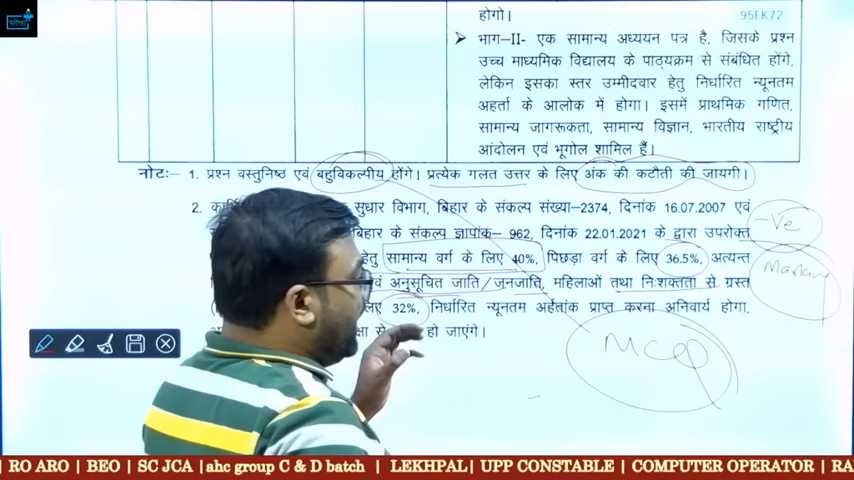 परीक्षा
होंगे।
95FK72
➤ भाग–II- एक सामान्य अध्ययन पत्र है, जिसके प्रश्न
उच्च माध्यमिक विद्यालय के पाठ्यक्रम से संबंधित होंगे,
लेकिन इसका स्तर उम्मीदवार हेतु निर्धारित न्यूनतम
अहर्ता के आलोक में होगा। इसमें प्राथमिक गणित,
सामान्य जागरूकता, सामान्य विज्ञान, भारतीय राष्ट्रीय
आंदोलन एवं भूगोल शामिल हैं।
नोटः– 1. प्रश्न वस्तुनिष्ठ एवं बहुविकल्पीय होंगे। प्रत्येक गलत उत्तर के लिए अंक की कटौती की जायगी।
2. सुधार विभाग, बिहार के संकल्प संख्या–2374, दिनांक 16.07.2007 एवं
बिहार के संकल्प ज्ञापांक– 962, दिनांक 22.01.2021 के द्वारा उपरोक्त
हेतु सामान्य वर्ग के लिए 40%, पिछड़ा वर्ग के लिए 36.5%, अत्यन्त
एवं अनुसूचित जाति/जनजाति, महिलाओं तथा निःशक्तता से ग्रस्त
लिए 32%, निर्धारित न्यूनतम अर्हतांक प्राप्त करना अनिवार्य होगा,
से हो जाएंगे।
-Ve
Marking
RO ARO | BEO | SC JCA |ahc group C & D batch | LEKHPAL| UPP CONSTABLE | COMPUTER OPERATOR | RA